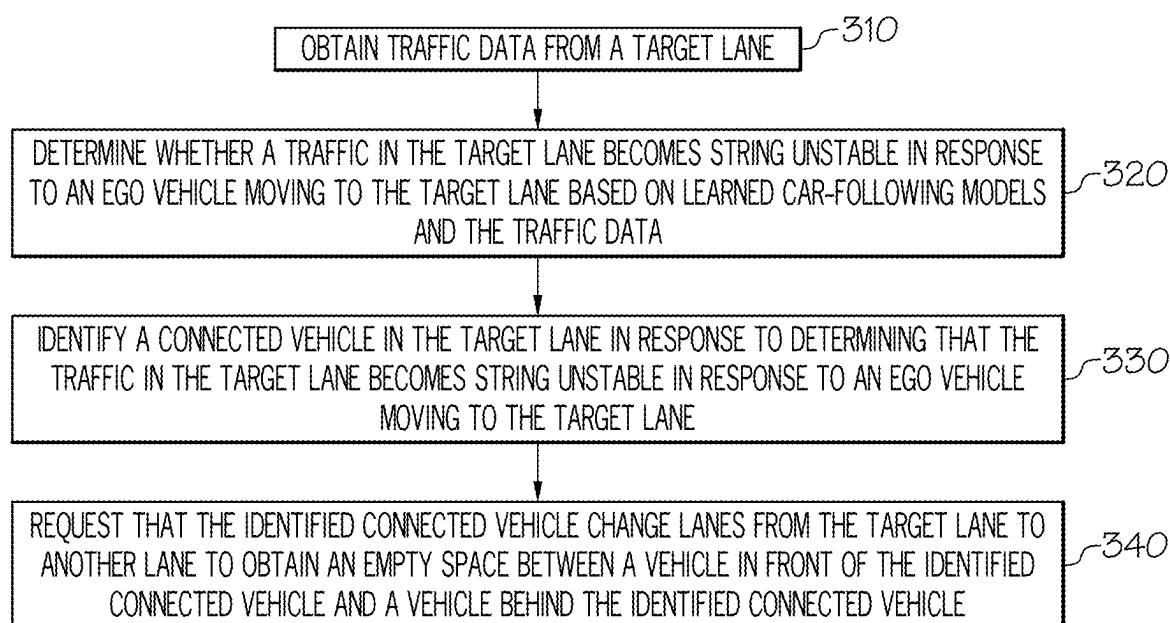 OBTAIN TRAFFIC DATA FROM A TARGET LANE
310
DETERMINE WHETHER A TRAFFIC IN THE TARGET LANE BECOMES STRING UNSTABLE IN RESPONSE
TO AN EGO VEHICLE MOVING TO THE TARGET LANE BASED ON LEARNED CAR-FOLLOWING MODELS
AND THE TRAFFIC DATA
320
IDENTIFY A CONNECTED VEHICLE IN THE TARGET LANE IN RESPONSE TO DETERMINING THAT THE
TRAFFIC IN THE TARGET LANE BECOMES STRING UNSTABLE IN RESPONSE TO AN EGO VEHICLE
MOVING TO THE TARGET LANE
330
REQUEST THAT THE IDENTIFIED CONNECTED VEHICLE CHANGE LANES FROM THE TARGET LANE TO
ANOTHER LANE TO OBTAIN AN EMPTY SPACE BETWEEN A VEHICLE IN FRONT OF THE IDENTIFIED
CONNECTED VEHICLE AND A VEHICLE BEHIND THE IDENTIFIED CONNECTED VEHICLE
340